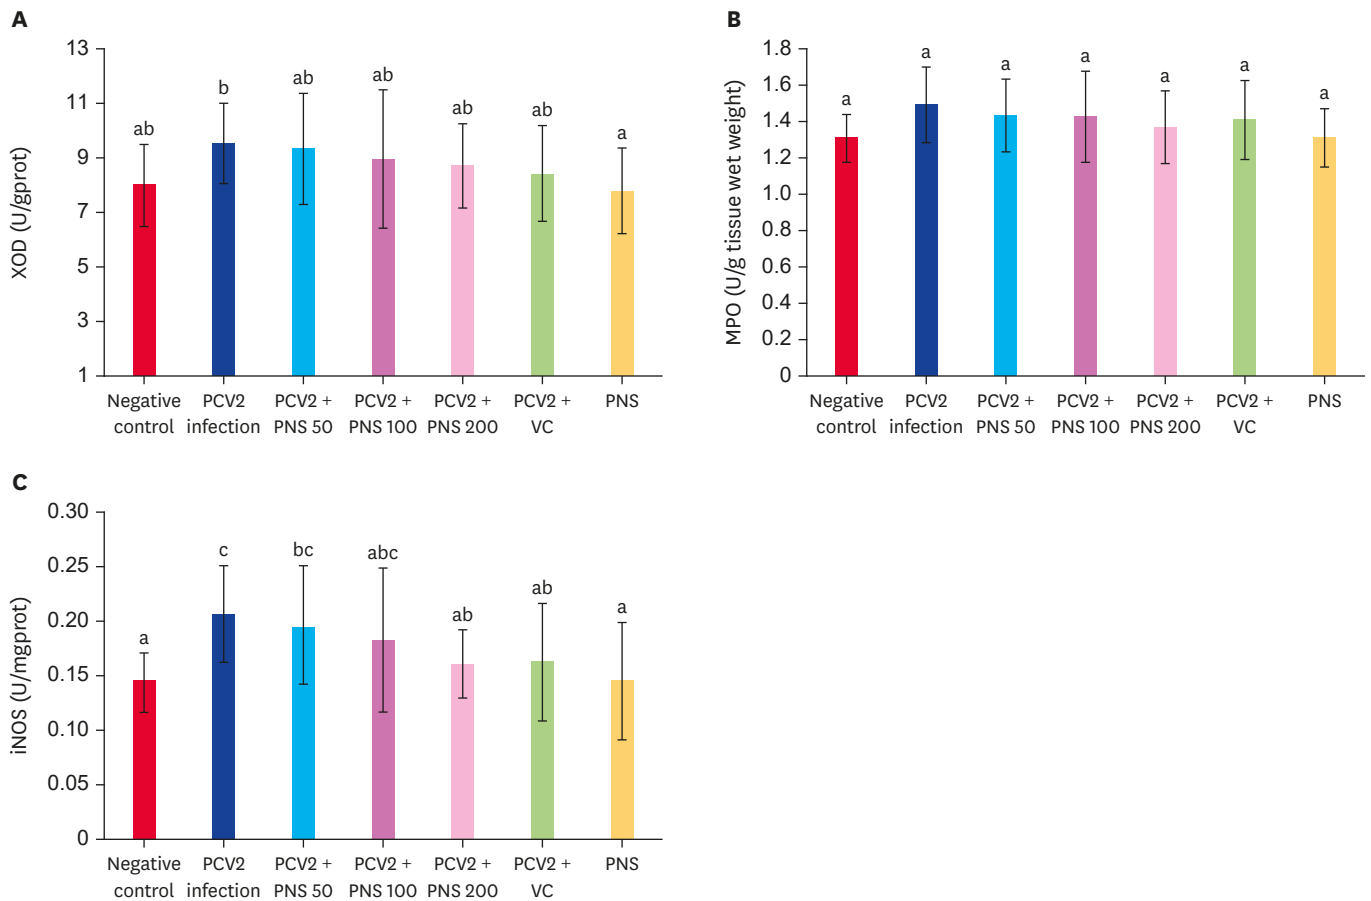 A
XOD (U/gprot)
13
11
9
7
5
3
1
ab
b
ab
ab
ab
ab
a
Negative control
PCV2 infection
PCV2 + PNS 50
PCV2 + PNS 100
PCV2 + PNS 200
PCV2 + VC
PNS
B
MPO (U/g tissue wet weight)
1.8
1.6
1.4
1.2
1.0
0.8
0.6
0.4
0.2
0
a
a
a
a
a
a
a
Negative control
PCV2 infection
PCV2 + PNS 50
PCV2 + PNS 100
PCV2 + PNS 200
PCV2 + VC
PNS
C
iNOS (U/mgprot)
0.30
0.25
0.20
0.15
0.10
0.05
0
a
c
bc
abc
ab
ab
a
Negative control
PCV2 infection
PCV2 + PNS 50
PCV2 + PNS 100
PCV2 + PNS 200
PCV2 + VC
PNS